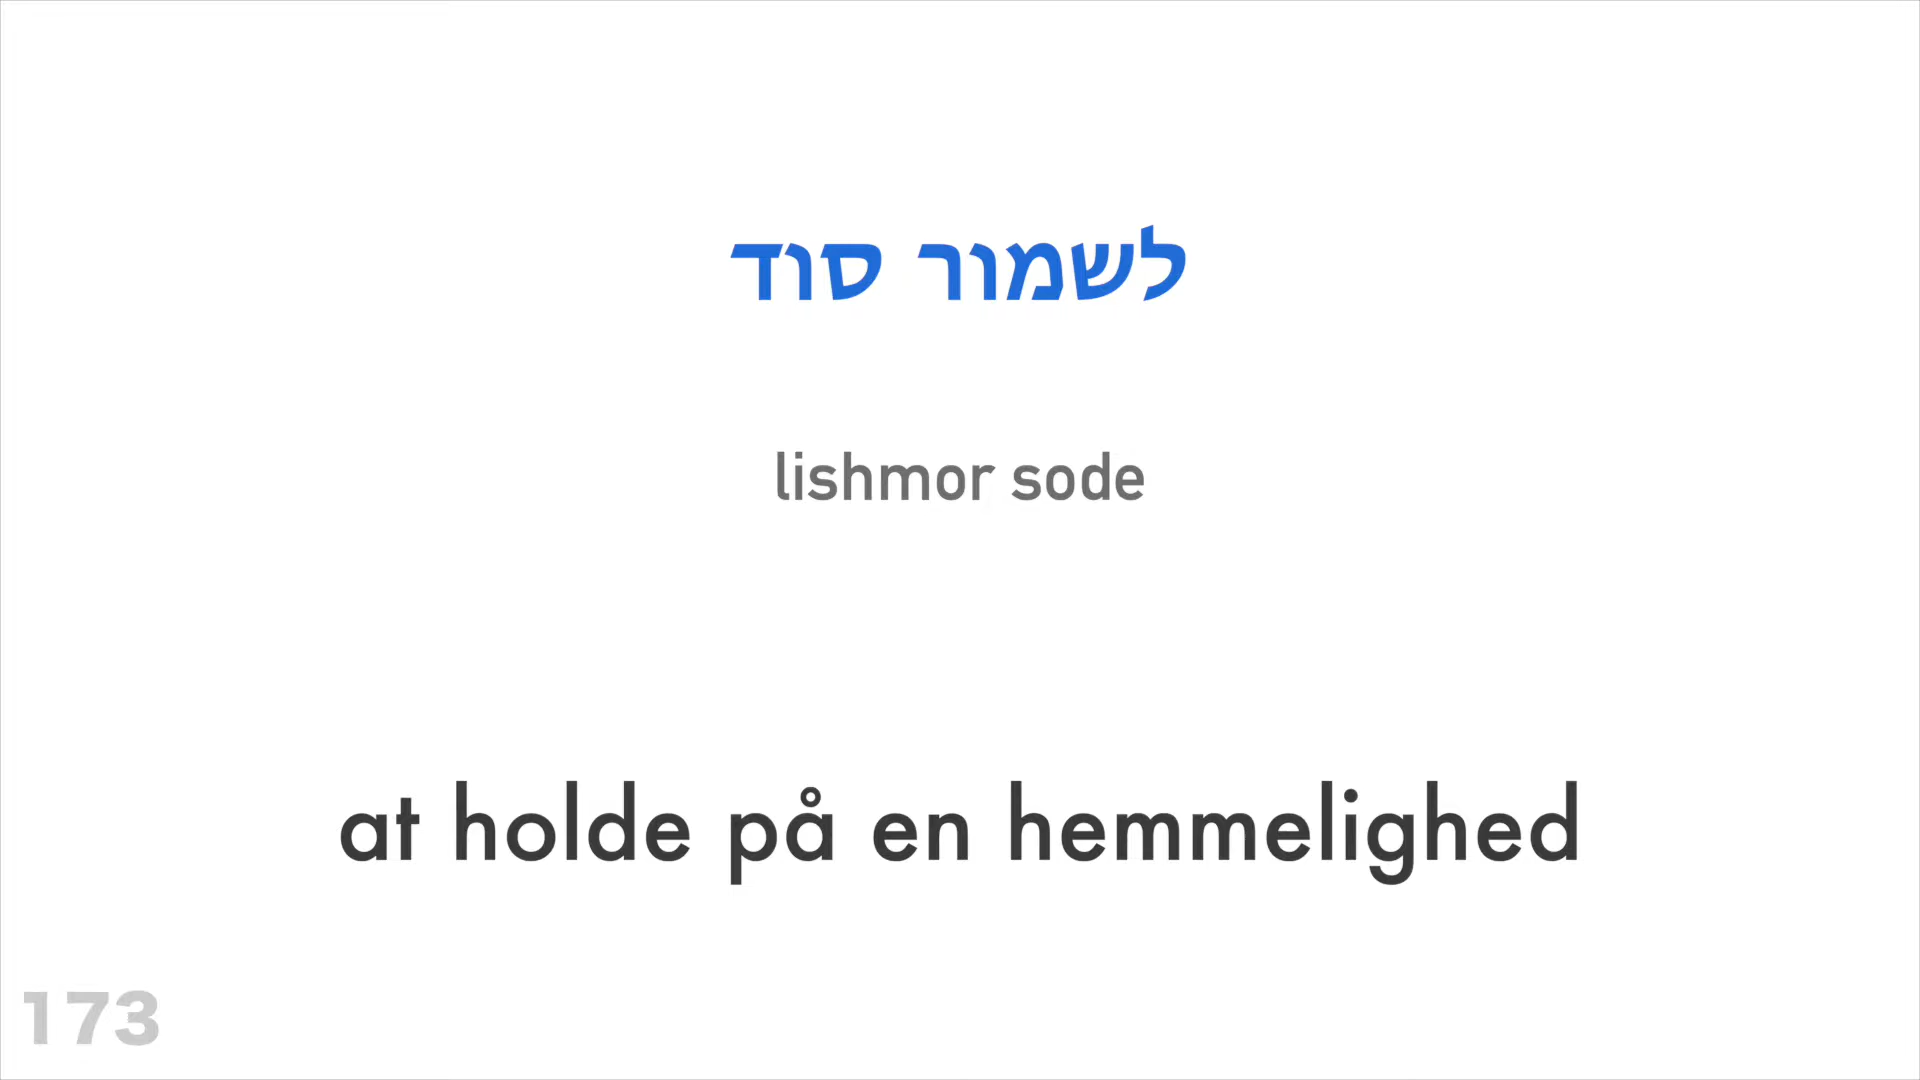 לשמור סוד
lishmor sode
at holde på en hemmelighed
173